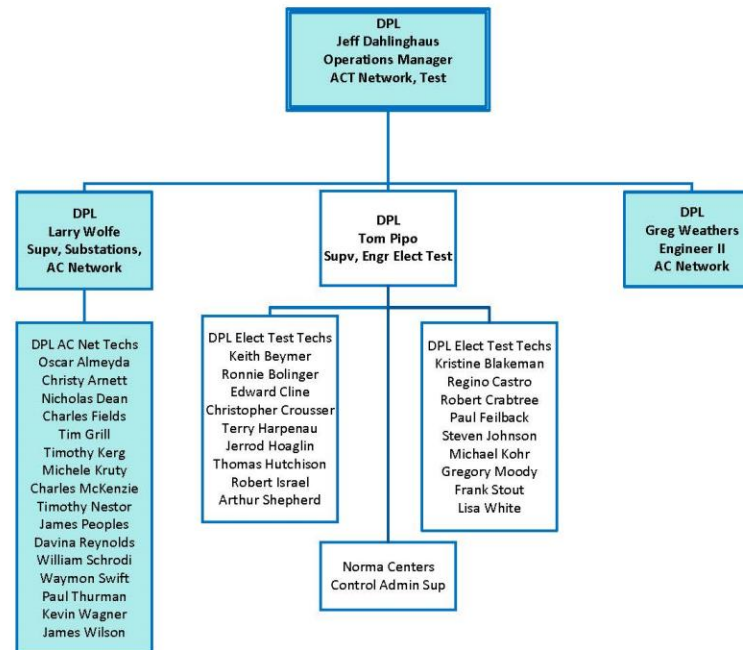 DPL
Jeff Dahlinghaus
Operations Manager
ACT Network, Test
DPL
Larry Wolfe
Supv, Substations,
AC Network
DPL
Tom Pipo
Supv, Engr Elect Test
DPL
Greg Weathers
Engineer II
AC Network
DPL AC Net Techs
Oscar Almeyda
Christy Arnett
Nicholas Dean
Charles Fields
Tim Grill
Timothy Kerg
Michele Kruty
Charles McKenzie
Timothy Nestor
James Peoples
Davina Reynolds
William Schrodi
Waymon Swift
Paul Thurman
Kevin Wagner
James Wilson
DPL Elect Test Techs
Keith Beymer
Ronnie Bolinger
Edward Cline
Christopher Crousser
Terry Harpenau
Jerrod Hoaglin
Thomas Hutchison
Robert Israel
Arthur Shepherd
DPL Elect Test Techs
Kristine Blakeman
Regino Castro
Robert Crabtree
Paul Feilback
Steven Johnson
Michael Kohr
Gregory Moody
Frank Stout
Lisa White
Norma Centers
Control Admin Sup